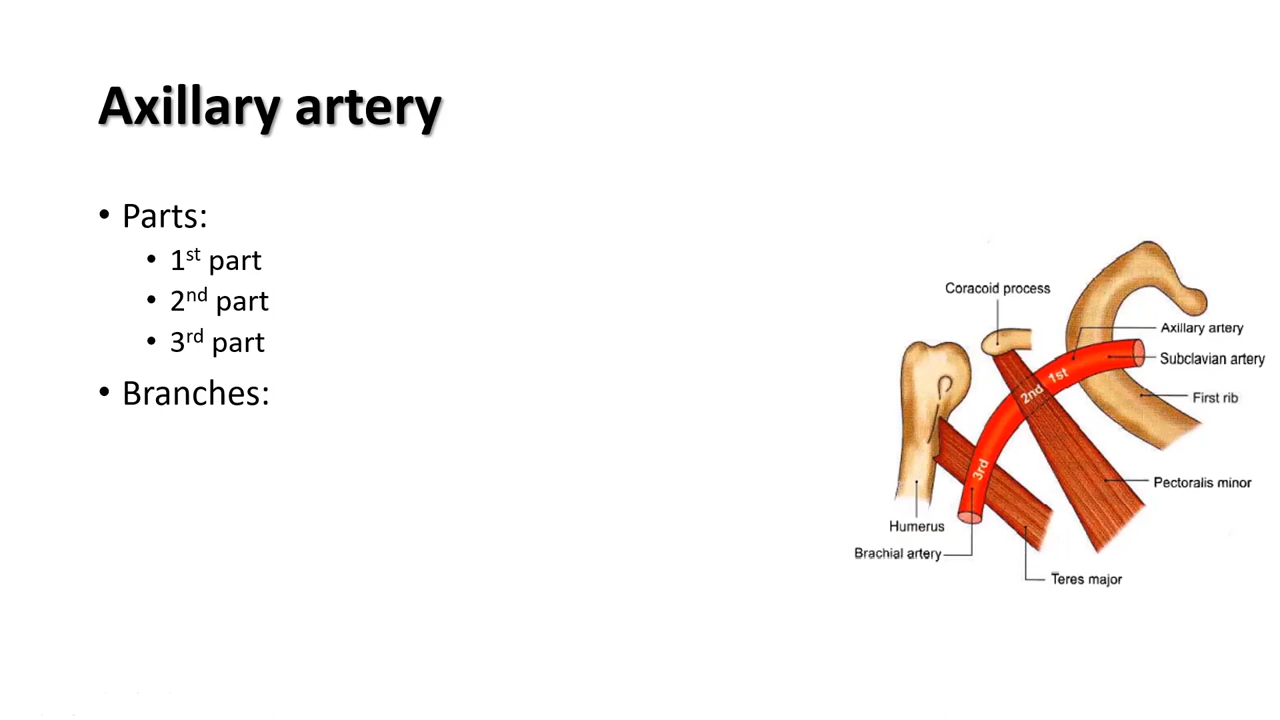 Axillary artery
• Parts:
• 1st part
• 2nd part
• 3rd part
• Branches:
Coracoid process
Axillary artery
Subclavian artery
First rib
1st
2nd
3rd
Pectoralis minor
Humerus
Brachial artery
Teres major